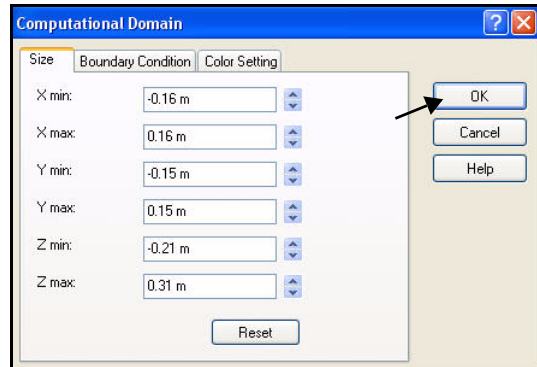 Computational Domain
Size Boundary Condition Color Setting
X min: -0.16 m
X max: 0.16 m
Y min: -0.15 m
Y max: 0.15 m
Z min: -0.21 m
Z max: 0.31 m
Reset
OK
Cancel
Help